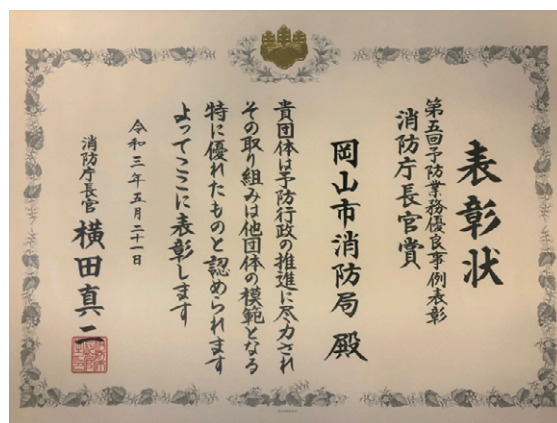 表彰状
第五回予防業務優良事例表彰
消防庁長官賞
岡山市消防局 殿
貴団体は予防行政の推進に尽力され
その取り組みは他団体の模範となる
特に優れたものと認められます
よってここに表彰します
令和三年五月二十一日
消防庁長官 横田真二